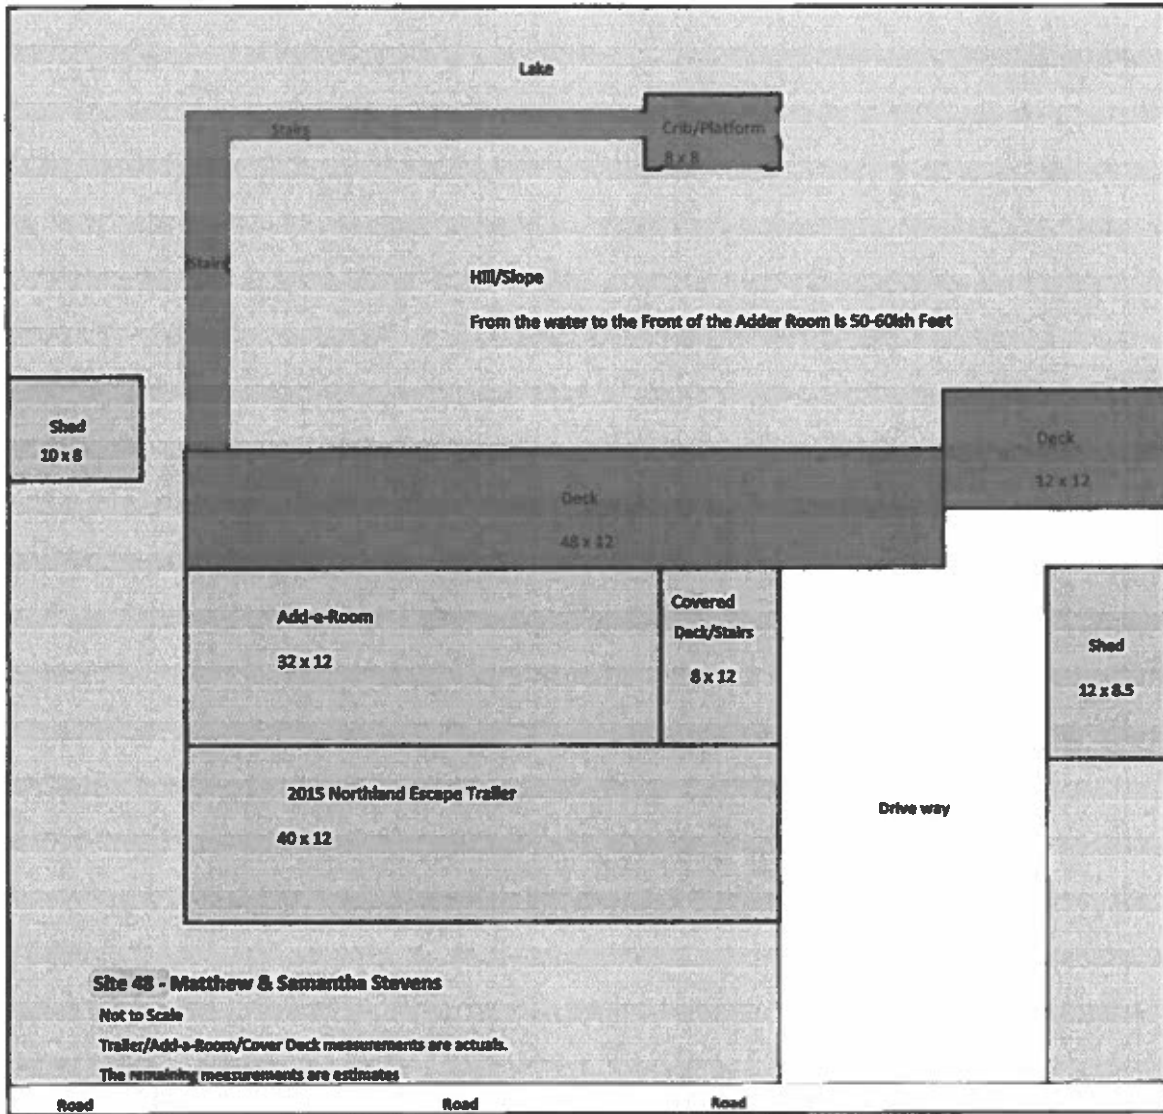 Lake
Stairs
Crib/Platform
8 x 8
Stairs
Hill/Slope
From the water to the Front of the Adder Room is 50-60ish Feet
Shed
10 x 8
Deck
12 x 12
Deck
48 x 12
Add-a-Room
32 x 12
Covered
Deck/Stairs
8 x 12
Shed
12 x 8.5
2015 Northland Escape Trailer
40 x 12
Drive way
Site 48 - Matthew & Samantha Stevens
Not to Scale
Trailer/Add-a-Room/Cover Deck measurements are actuals.
The remaining measurements are estimates
Road
Road
Road